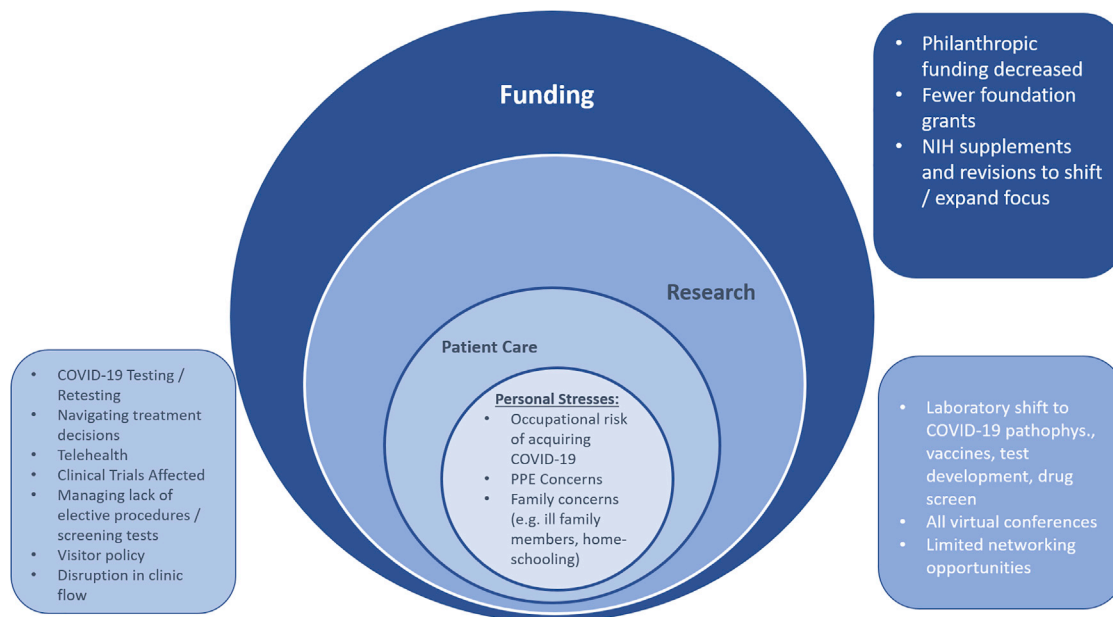 Funding
• Philanthropic
funding decreased
• Fewer foundation
grants
• NIH supplements
and revisions to shift
/ expand focus
Research
Patient Care
• COVID-19 Testing /
Retesting
• Navigating treatment
decisions
• Telehealth
• Clinical Trials Affected
• Managing lack of
elective procedures /
screening tests
• Visitor policy
• Disruption in clinic
flow
Personal Stresses:
• Occupational risk
of acquiring
COVID-19
• PPE Concerns
• Family concerns
(e.g. ill family
members, home-
schooling)
• Laboratory shift to
COVID-19 pathophys.,
vaccines, test
development, drug
screen
• All virtual conferences
• Limited networking
opportunities